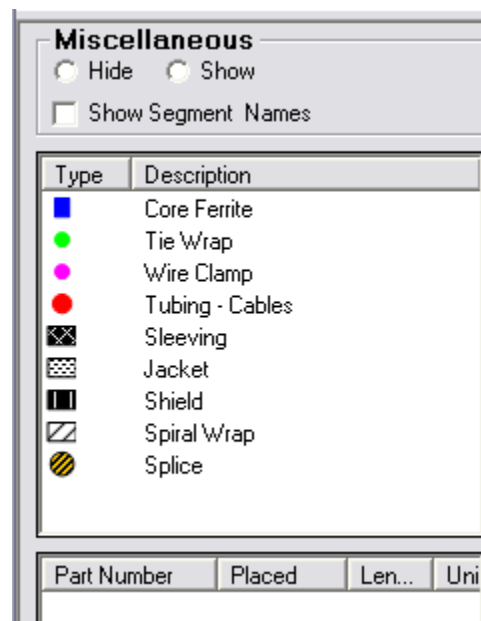 Miscellaneous
Hide Show
Show Segment Names
Type Description
Core Ferrite
Tie Wrap
Wire Clamp
Tubing - Cables
Sleeving
Jacket
Shield
Spiral Wrap
Splice
Part Number Placed Len... Uni